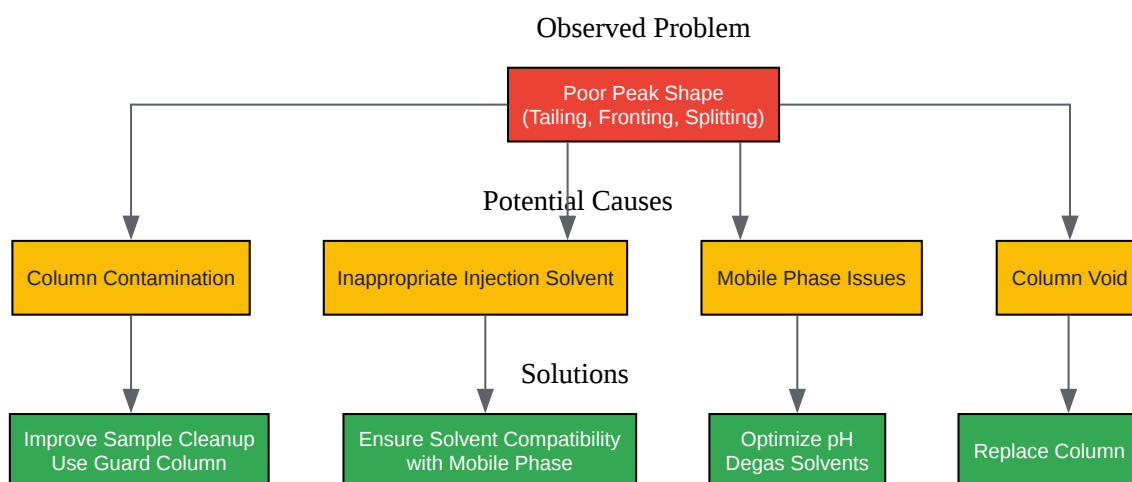 Observed Problem
Poor Peak Shape
(Tailing, Fronting, Splitting)
Potential Causes
Column Contamination
Inappropriate Injection Solvent
Mobile Phase Issues
Column Void
Solutions
Improve Sample Cleanup
Use Guard Column
Ensure Solvent Compatibility
with Mobile Phase
Optimize pH
Degas Solvents
Replace Column